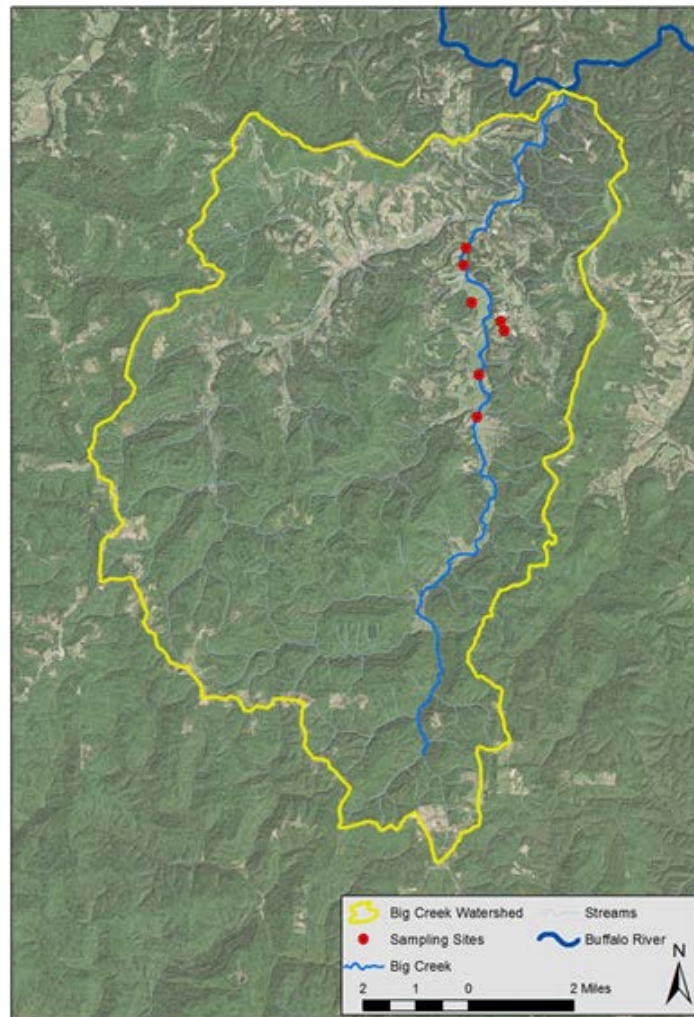 Big Creek Watershed
Streams
Sampling Sites
Buffalo River
Big Creek
N
2 1 0 2 Miles